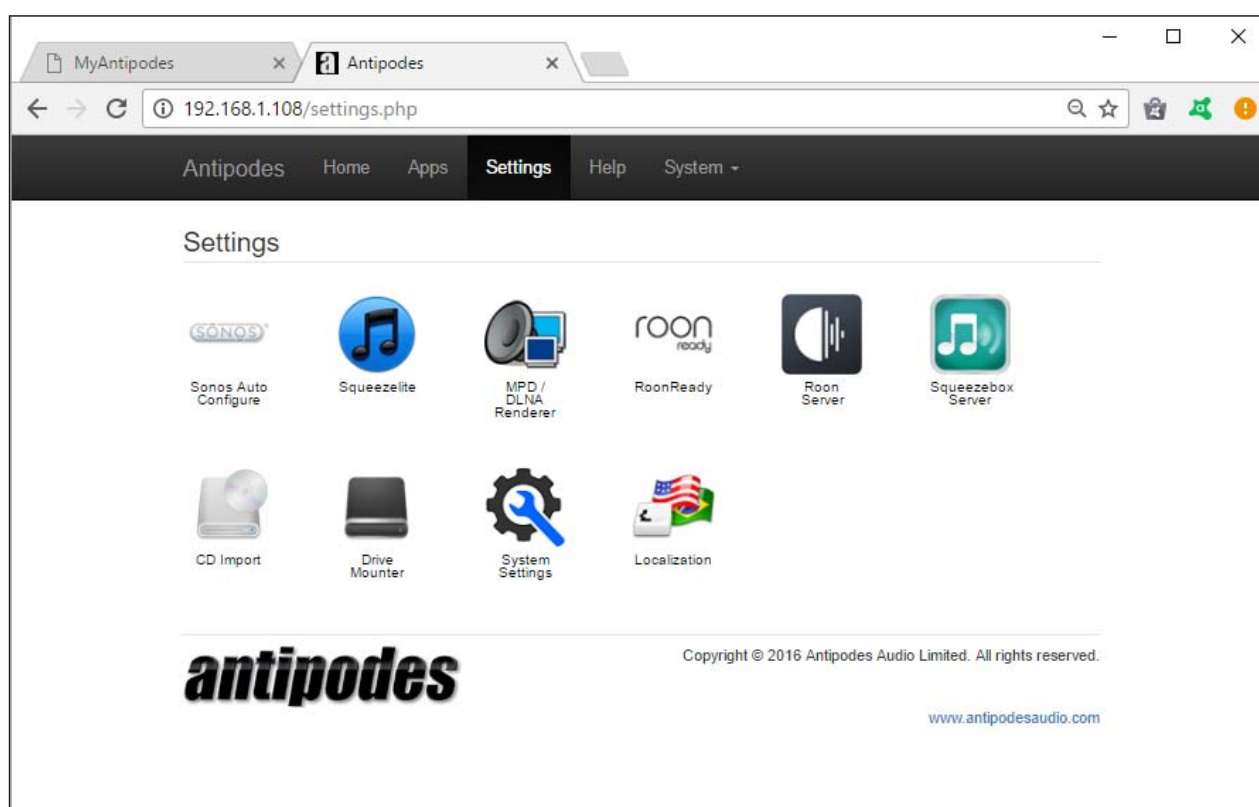 MyAntipodes
Antipodes
192.168.1.108/settings.php
Antipodes Home Apps Settings Help System
Settings
SONOS
roon
ready
Sonos Auto
Configure
Squeezelite
MPD /
DLNA
Renderer
RoonReady
Roon
Server
Squeezebox
Server
CD Import
Drive
Mounter
System
Settings
Localization
antipodes
Copyright © 2016 Antipodes Audio Limited. All rights reserved.
www.antipodesaudio.com